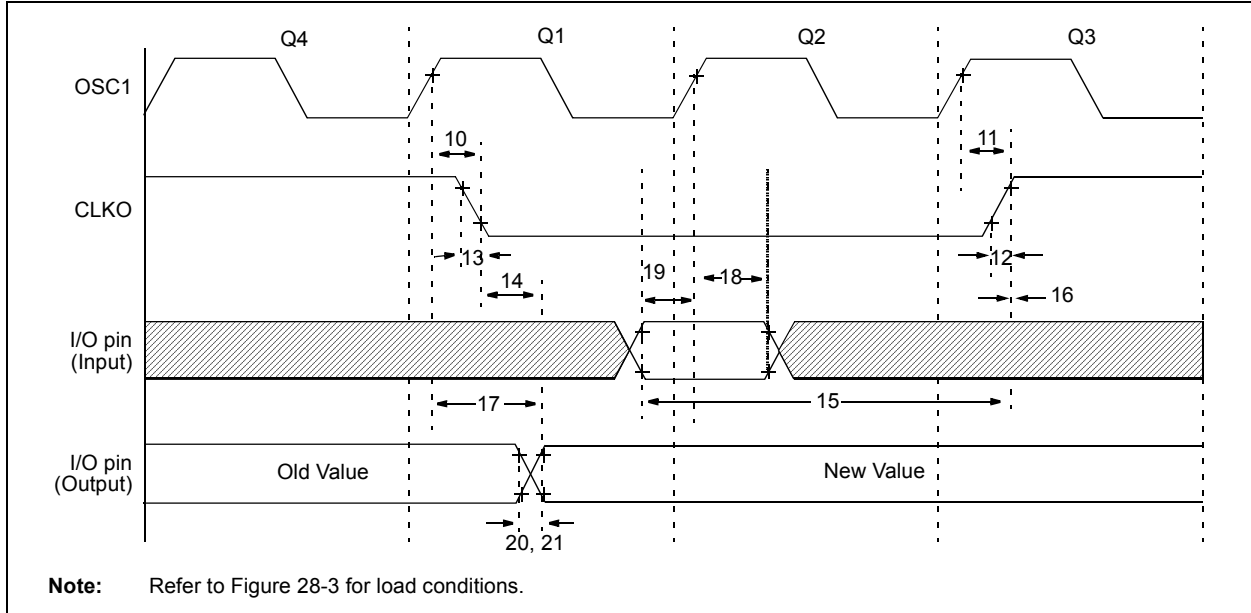 Q4 Q1 Q2 Q3
OSC1
10 11
CLKO
13 12
14 19 18 16
I/O pin
(Input)
17 15
I/O pin
(Output)
Old Value New Value
20, 21
Note: Refer to Figure 28-3 for load conditions.